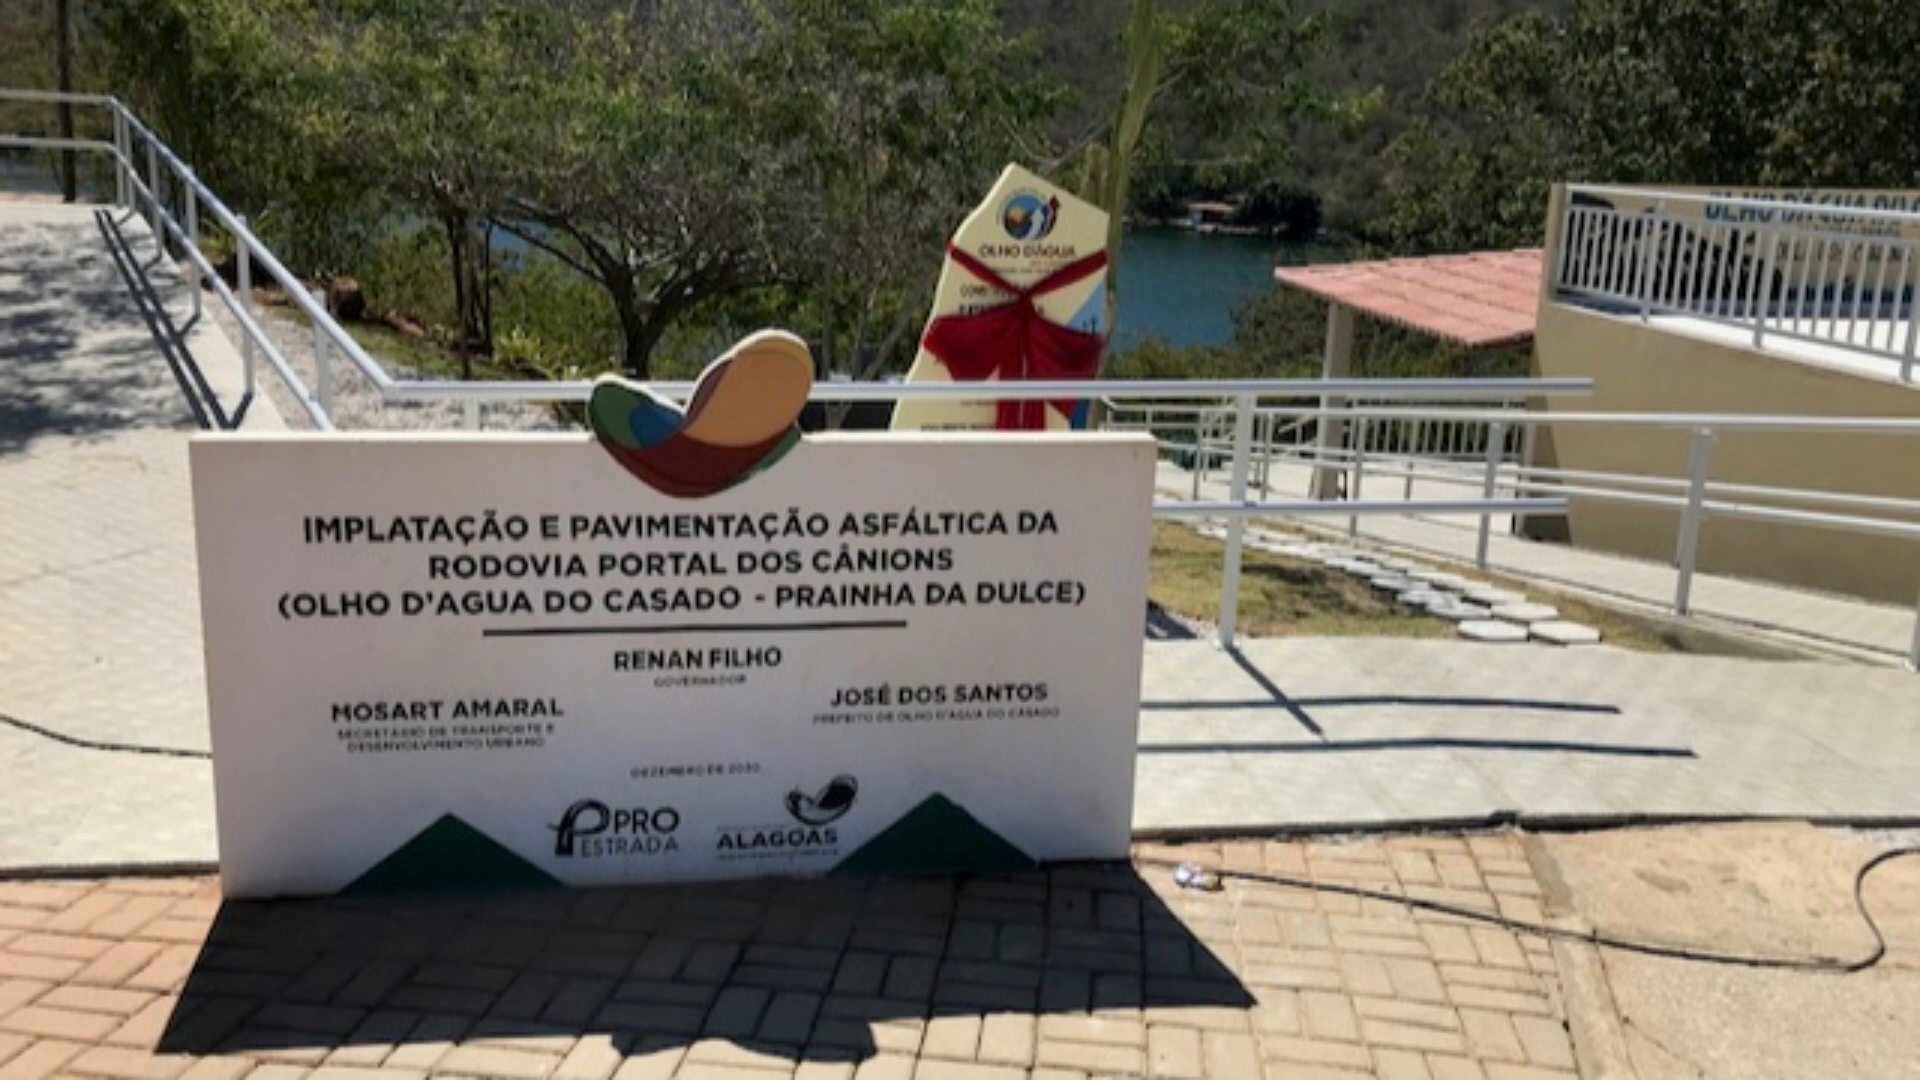 OLHO D'ÁGUA
IMPLATAÇÃO E PAVIMENTAÇÃO ASFÁLTICA DA
RODOVIA PORTAL DOS CÂNIONS
(OLHO D'AGUA DO CASADO - PRAINHA DA DULCE)
RENAN FILHO
GOVERNADOR
MOSART AMARAL
SECRETÁRIO DE TRANSPORTE E
DESENVOLVIMENTO URBANO
JOSÉ DOS SANTOS
PREFEITO DE OLHO D'AGUA DO CASADO
DEZEMBRO DE
PRO
ESTRADA
ALAGOAS